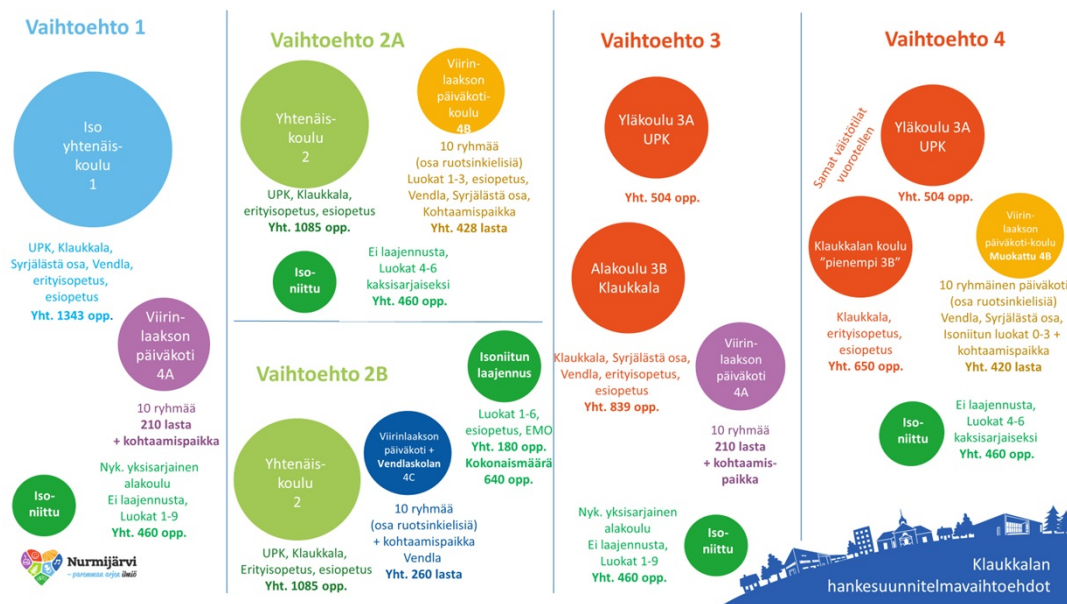 Vaihtoehto 1
Iso
yhtenäis-
koulu
1
UPK, Klaukkala,
Syrjälästä osa, Vendla,
erityisopetus,
esiopetus
Yht. 1343 opp.
Viirin-
laakson
päiväkoti
4A
10 ryhmää
210 lasta
+ kohtaamispaikka
Iso-
niittu
Nyk. yksisarjainen
alakoulu
Ei laajennusta,
Luokat 1-9
Yht. 460 opp.
Nurmijärvi
– paremman arjen ilmiö
Vaihtoehto 2A
Yhtenäis-
koulu
2
UPK, Klaukkala,
erityisopetus, esiopetus
Yht. 1085 opp.
Viirin-
laakson
päiväkoti-
koulu
4B
10 ryhmää
(osa ruotsinkielisiä)
Luokat 1-3, esiopetus,
Vendla, Syrjälästä osa,
Kohtaamispaikka
Yht. 428 lasta
Iso-
niittu
Ei laajennusta,
Luokat 4-6
kaksisarjaiseksi
Yht. 460 opp.
Vaihtoehto 2B
Yhtenäis-
koulu
2
UPK, Klaukkala,
Erityisopetus, esiopetus
Yht. 1085 opp.
Viirinlaakson
päiväkoti +
Vendlaskolan
4C
10 ryhmää
(osa ruotsinkielisiä)
+ kohtaamispaikka
Vendla
Yht. 260 lasta
Isoniitun
laajennus
Luokat 1-6,
esiopetus, EMO
Yht. 180 opp.
Kokonaismäärä
640 opp.
Vaihtoehto 3
Yläkoulu 3A
UPK
Yht. 504 opp.
Alakoulu 3B
Klaukkala
Klaukkala, Syrjälästä osa,
Vendla, erityisopetus,
esiopetus
Yht. 839 opp.
Viirin-
laakson
päiväkoti
4A
10 ryhmää
210 lasta
+ kohtaamis-
paikka
Nyk. yksisarjainen
alakoulu
Ei laajennusta,
Luokat 1-9
Yht. 460 opp.
Iso-
niittu
Vaihtoehto 4
Samat väistötilat
vuorotellen
Yläkoulu 3A
UPK
Yht. 504 opp.
Klaukkalan koulu
"pienempi 3B"
Klaukkala,
erityisopetus,
esiopetus
Yht. 650 opp.
Viirin-
laakson
päiväkoti-koulu
Muokattu 4B
10 ryhmäinen päiväkoti
(osa ruotsinkielisiä)
Vendla, Syrjälästä osa,
Isoniitun luokat 0-3 +
kohtaamispaikka
Yht. 420 lasta
Iso-
niittu
Ei laajennusta,
Luokat 4-6
kaksisarjaiseksi
Yht. 460 opp.
Klaukkalan
hankesuunnitelmavaihtoehdot